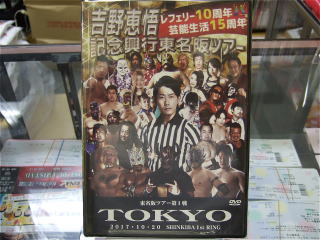 吉野恵悟
レフェリー10周年
芸能生活15周年
記念興行東名阪ツアー
東名阪ツアー第1戦
DVD
TOKYO
2017・10・20 SHINKIBA 1st RING